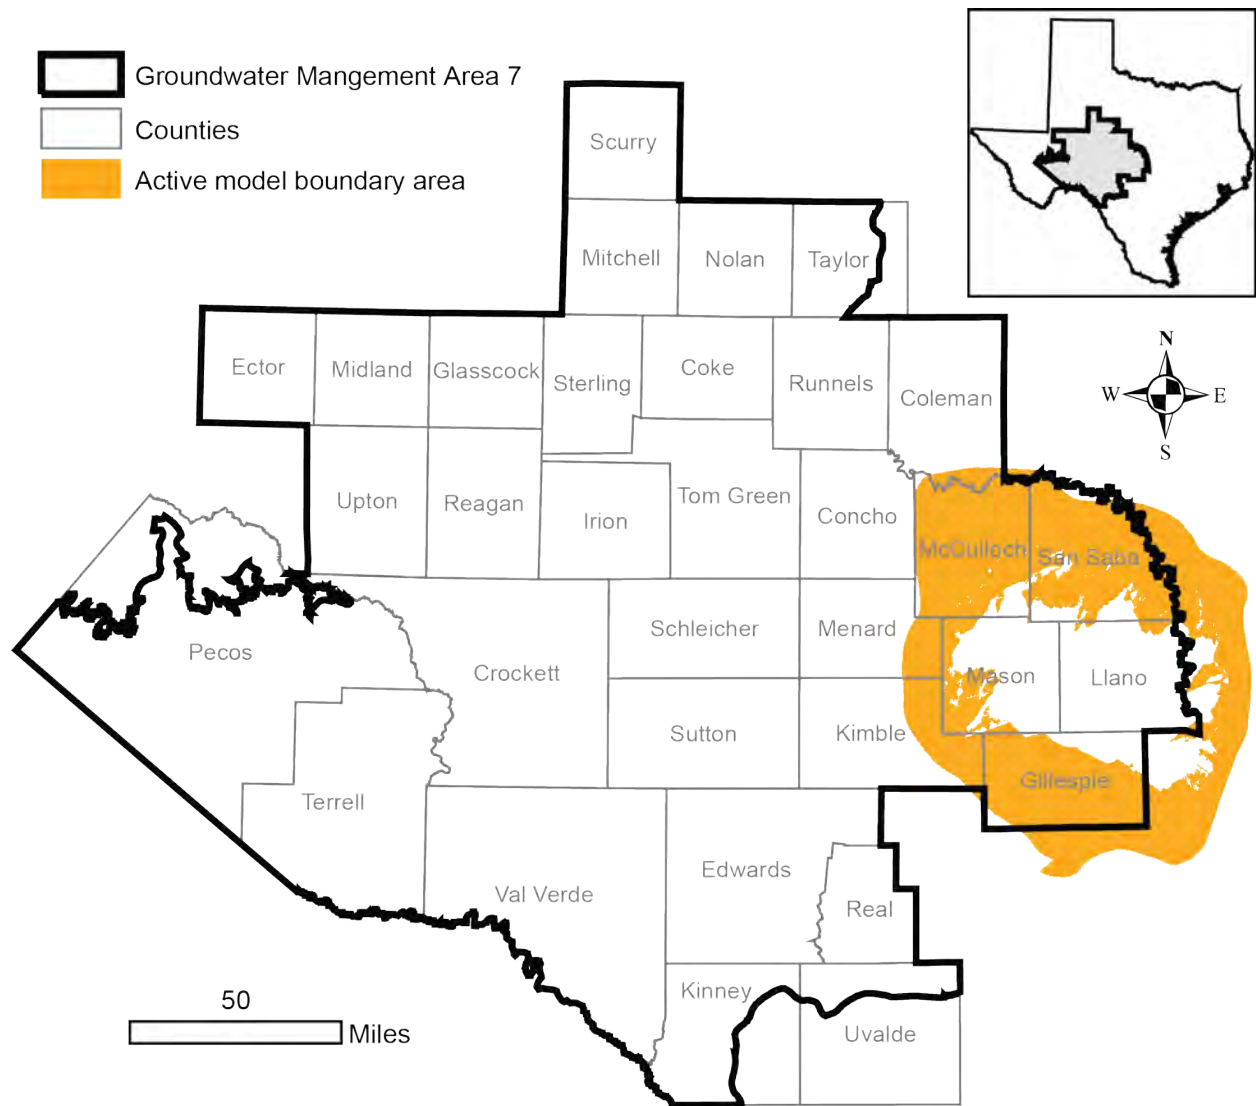 Groundwater Mangement Area 7
Counties
Active model boundary area
Scurry
Mitchell
Nolan
Taylor
N
W
E
S
Ector
Midland
Glasscock
Sterling
Coke
Runnels
Coleman
Upton
Reagan
Irion
Tom Green
Concho
McCulloch
San Saba
Pecos
Crockett
Schleicher
Menard
Mason
Llano
Sutton
Kimble
Gillespie
Terrell
Val Verde
Edwards
Real
Kinney
Uvalde
50
Miles